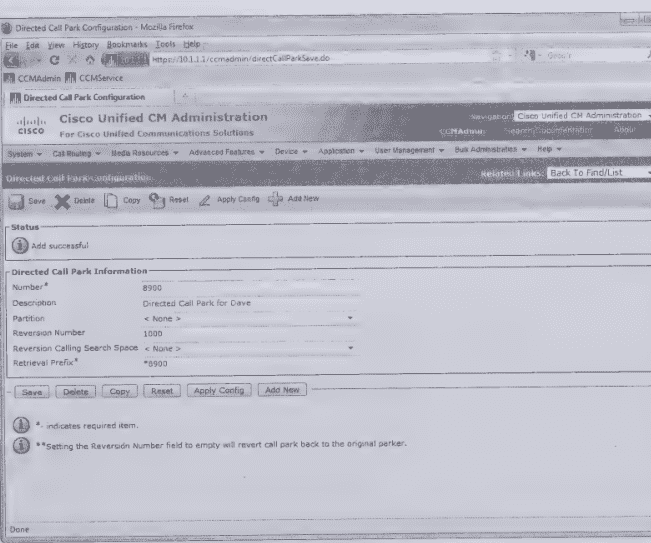 Directed Call Park Configuration - Mozilla Firefox
File Edit View History Bookmarks Tools Help
https://10.1.1.1/ccmadmin/directCallParkSave.do
CCMAdmin CCMService
Directed Call Park Configuration
cisco
Cisco Unified CM Administration
For Cisco Unified Communications Solutions
Navigation Cisco Unified CM Administration
CCMAdmin Search Documentation About
System Call Routing Media Resources Advanced Features Device Application User Management Bulk Administration Help
Directed Call Park Configuration
Related Links: Back To Find/List
Save Delete Copy Reset Apply Config Add New
Status
Add successful
Directed Call Park Information
Number* 8900
Description Directed Call Park for Dave
Partition < None >
Reversion Number 1000
Reversion Calling Search Space < None >
Retrieval Prefix* *8900
Save Delete Copy Reset Apply Config Add New
*- indicates required item.
**Setting the Reversion Number field to empty will revert call park back to the original parker.
Done